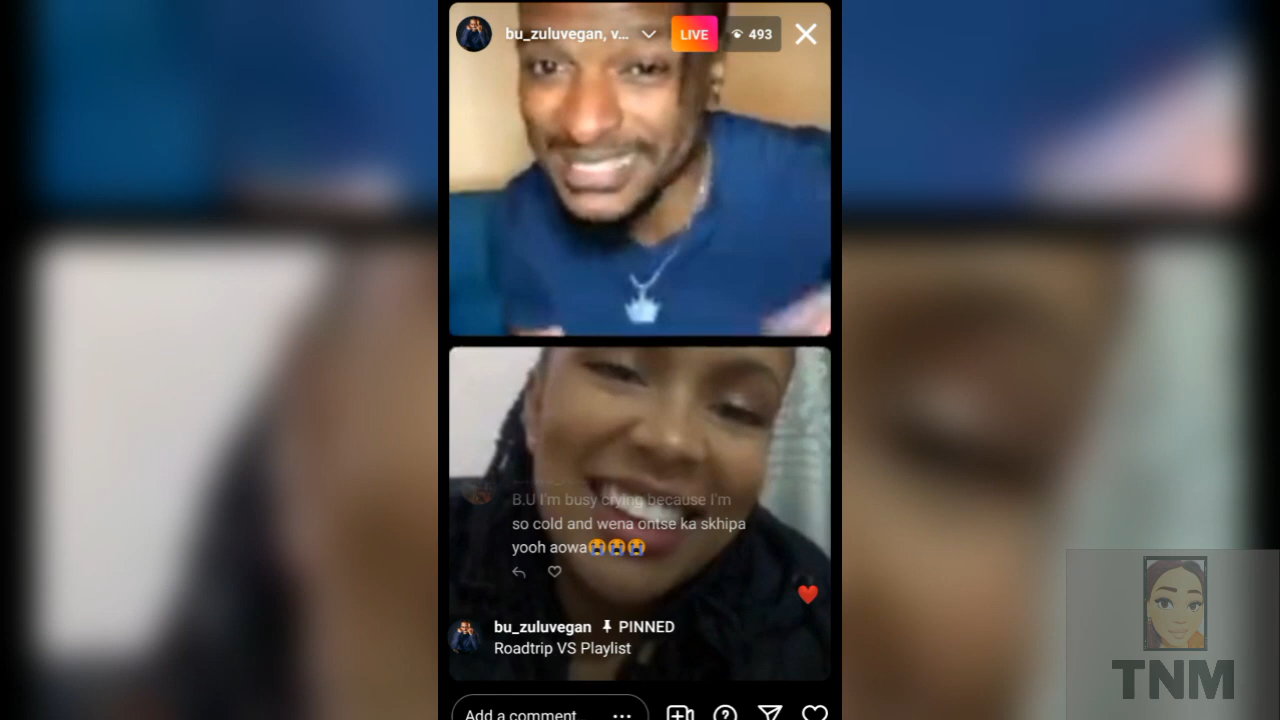 bu_zuluvegan, v...
LIVE
493
B.U I'm busy crying because I'm
so cold and wena ontse ka skhipa
yooh aowa😭😭😭
bu_zuluvegan PINNED
Roadtrip VS Playlist
Add a comment
TNM